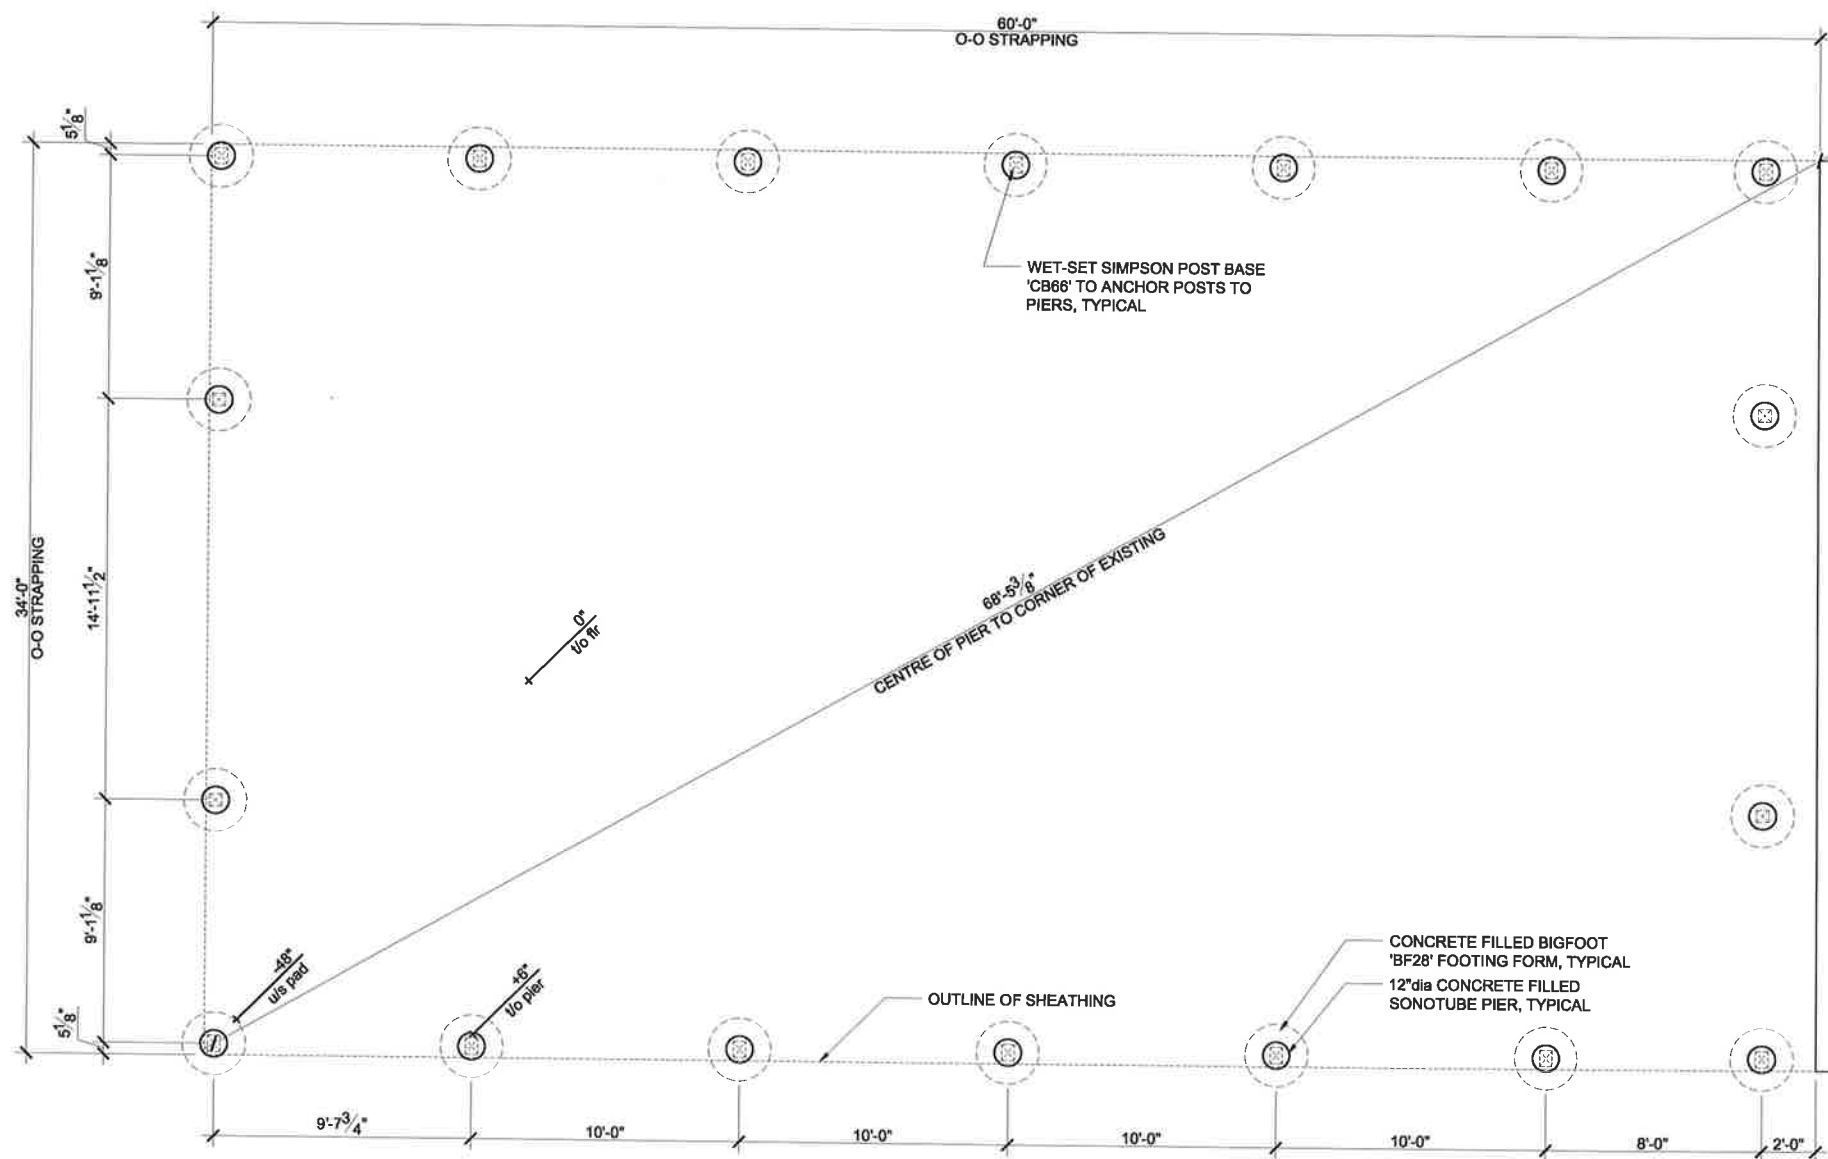 60'-0"
O-O STRAPPING
5 1/8"
9'-1 1/8"
WET-SET SIMPSON POST BASE
'CB66' TO ANCHOR POSTS TO
PIERS, TYPICAL
34'-0"
O-O STRAPPING
14'-11 1/2"
68'-5 3/8"
CENTRE OF PIER TO CORNER OF EXISTING
0"
t/o flr
9'-1 1/8"
-48"
u/s pad
+6"
t/o pier
CONCRETE FILLED BIGFOOT
'BF28' FOOTING FORM, TYPICAL
12"dia CONCRETE FILLED
SONOTUBE PIER, TYPICAL
OUTLINE OF SHEATHING
5 1/8"
9'-7 3/4"
10'-0"
10'-0"
10'-0"
10'-0"
8'-0"
2'-0"